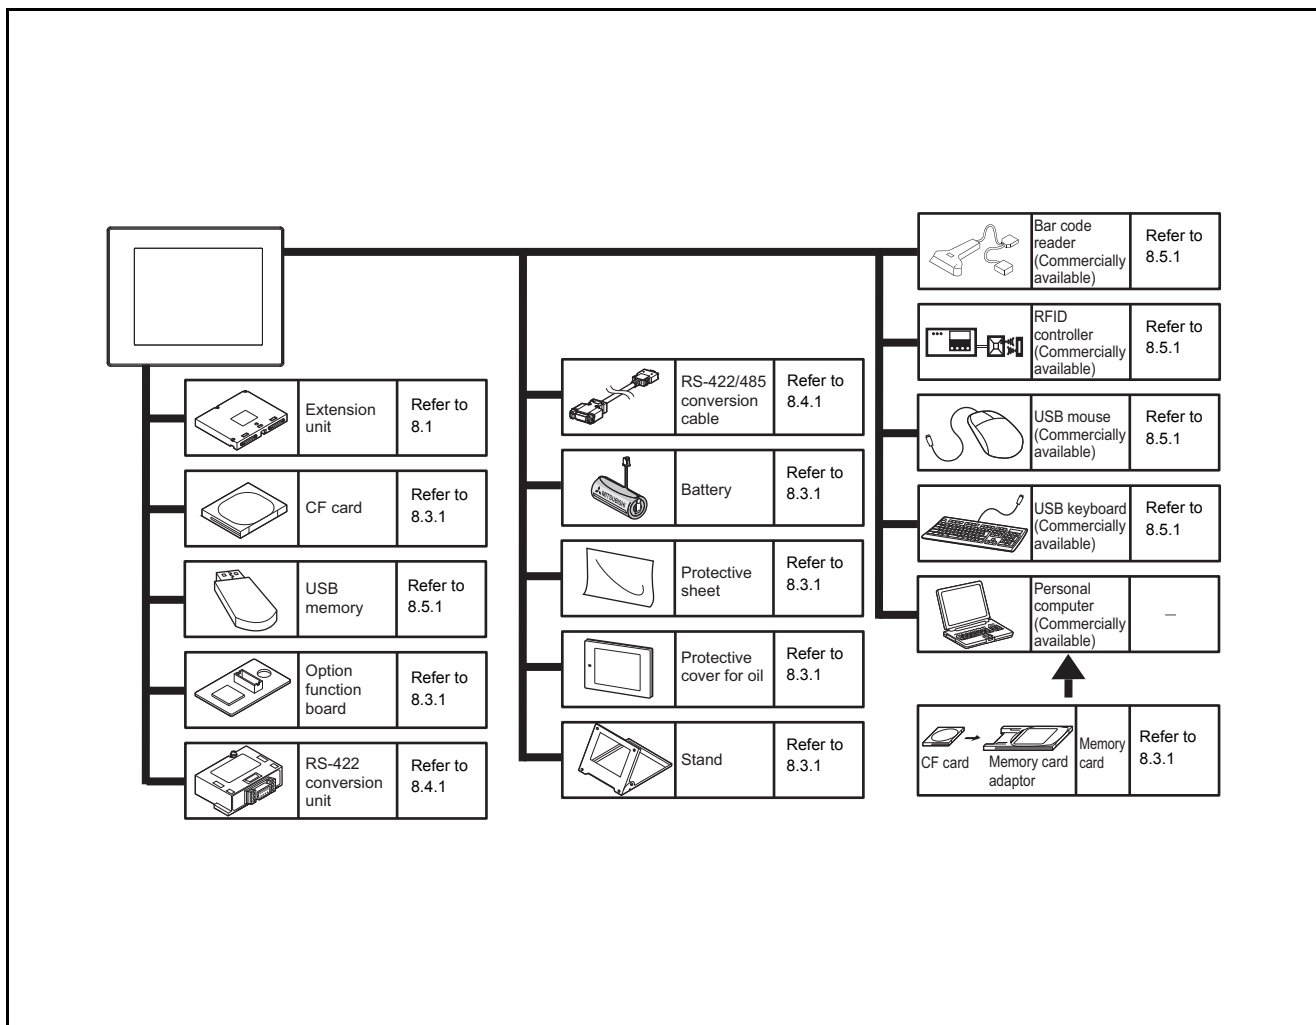 Extension
unit
Refer to
8.1
CF card
Refer to
8.3.1
USB
memory
Refer to
8.5.1
Option
function
board
Refer to
8.3.1
RS-422
conversion
unit
Refer to
8.4.1
RS-422/485
conversion
cable
Refer to
8.4.1
MITSUBISHI
Battery
Refer to
8.3.1
Protective
sheet
Refer to
8.3.1
Protective
cover for oil
Refer to
8.3.1
Stand
Refer to
8.3.1
Bar code
reader
(Commercially
available)
Refer to
8.5.1
RFID
controller
(Commercially
available)
Refer to
8.5.1
USB mouse
(Commercially
available)
Refer to
8.5.1
USB keyboard
(Commercially
available)
Refer to
8.5.1
Personal
computer
(Commercially
available)
—
CF card
Memory card
adaptor
Memory
card
Refer to
8.3.1